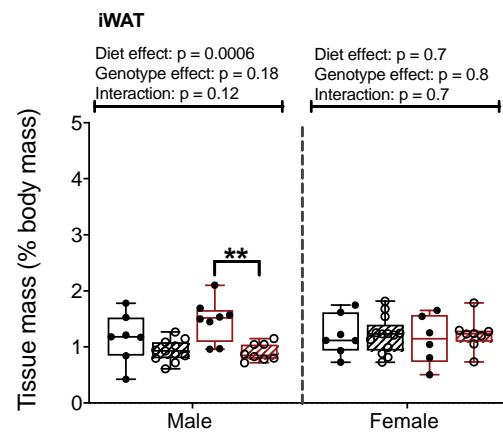 iWAT
Diet effect: p = 0.0006
Genotype effect: p = 0.18
Interaction: p = 0.12
Diet effect: p = 0.7
Genotype effect: p = 0.8
Interaction: p = 0.7
Tissue mass (% body mass)
5
4
3
2
1
0
**
Male
Female